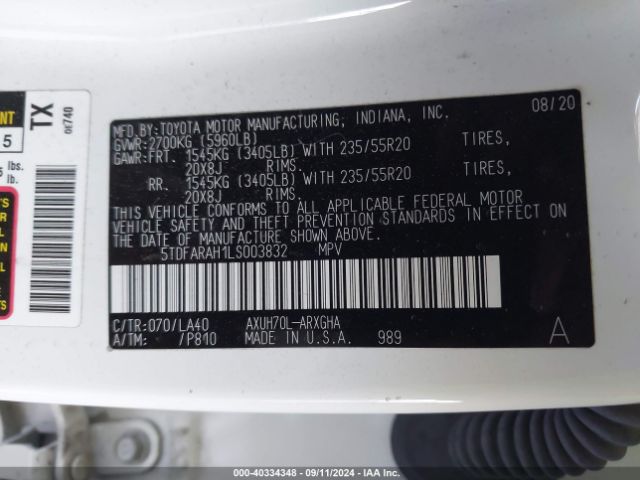 MFD.BY:TOYOTA MOTOR MANUFACTURING, INDIANA, INC. 08/20
GVWR:2700KG (5960LB)
GAWR:FRT. 1545KG (3405LB) WITH 235/55R20 TIRES,
20X8J RIMS.
RR. 1545KG (3405LB) WITH 235/55R20 TIRES,
20X8J RIMS.
THIS VEHICLE CONFORMS TO ALL APPLICABLE FEDERAL MOTOR
VEHICLE SAFETY AND THEFT PREVENTION STANDARDS IN EFFECT ON
THE DATE OF MANUFACTURE SHOWN ABOVE.
5TDFARAH1LS003832 MPV
C/TR:070/LA40 AXUH70L-ARXGHA
A/TM: /P810 MADE IN U.S.A. 989 A
TX
0E740
5
lbs.
lb.
000-40334348 - 09/11/2024 - IAA Inc.